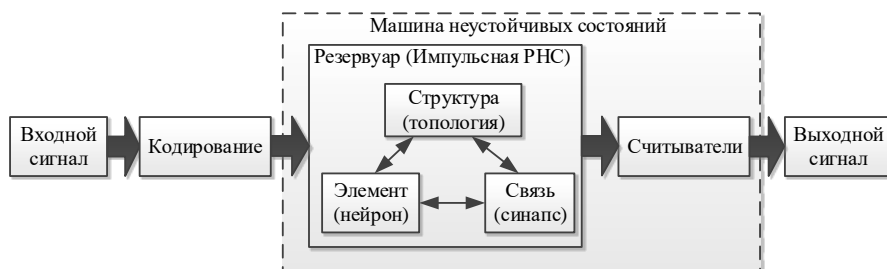 Машина неустойчивых состояний
Резервуар (Импульсная РНС)
Структура
(топология)
Входной
сигнал
Кодирование
Считыватели
Выходной
сигнал
Элемент
(нейрон)
Связь
(синапс)